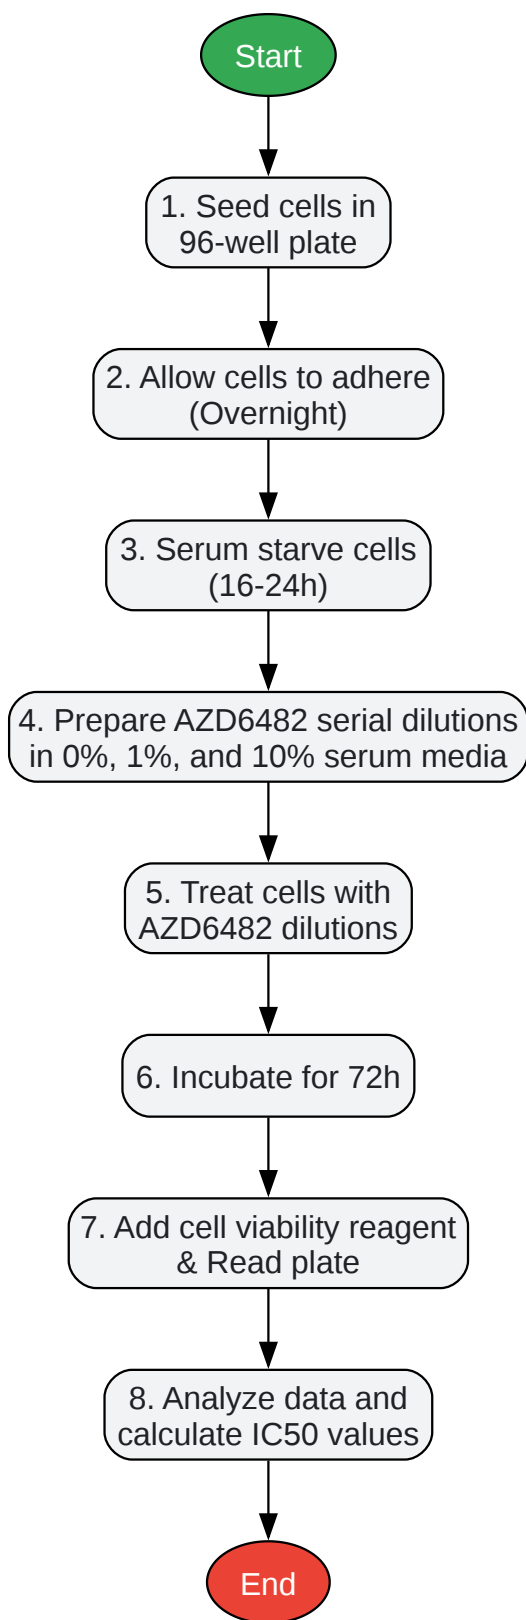 Start
1. Seed cells in
96-well plate
2. Allow cells to adhere
(Overnight)
3. Serum starve cells
(16-24h)
4. Prepare AZD6482 serial dilutions
in 0%, 1%, and 10% serum media
5. Treat cells with
AZD6482 dilutions
6. Incubate for 72h
7. Add cell viability reagent
& Read plate
8. Analyze data and
calculate IC50 values
End